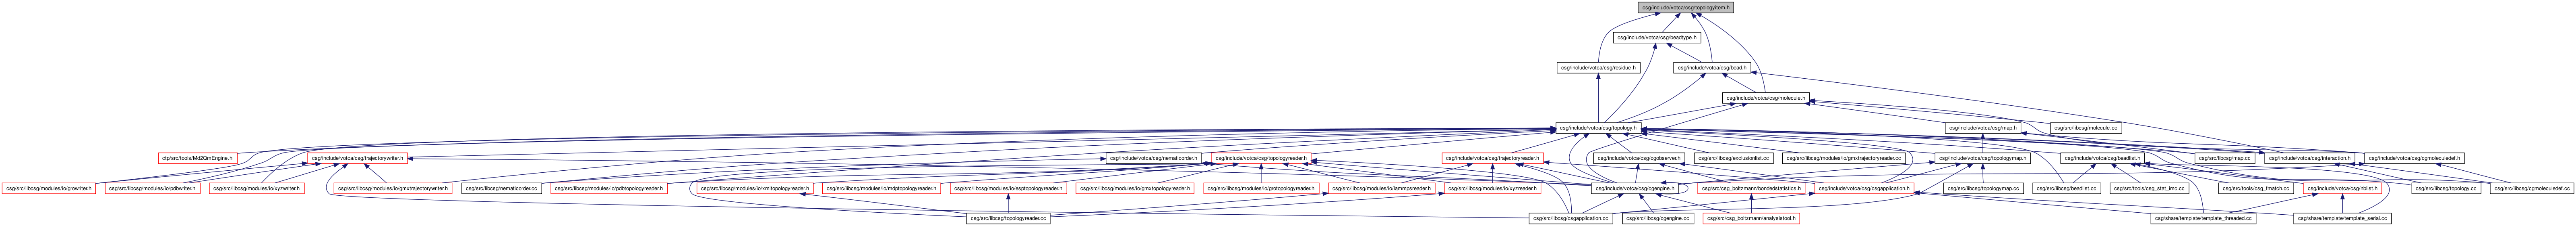 csg/include/votca/csg/topologyitem.h
csg/include/votca/csg/beadtype.h
csg/include/votca/csg/residue.h
csg/include/votca/csg/bead.h
csg/include/votca/csg/molecule.h
csg/include/votca/csg/topology.h
csg/include/votca/csg/map.h
csg/src/libcsg/molecule.cc
ctp/src/tools/Md2QmEngine.h
csg/include/votca/csg/trajectorywriter.h
csg/include/votca/csg/nematicorder.h
csg/include/votca/csg/topologyreader.h
csg/include/votca/csg/trajectoryreader.h
csg/include/votca/csg/cgobserver.h
csg/src/libcsg/exclusionlist.cc
csg/src/libcsg/modules/io/gmxtrajectoryreader.cc
csg/include/votca/csg/topologymap.h
csg/include/votca/csg/beadlist.h
csg/src/libcsg/map.cc
csg/include/votca/csg/interaction.h
csg/include/votca/csg/cgmoleculedef.h
csg/src/libcsg/modules/io/growriter.h
csg/src/libcsg/modules/io/pdbwriter.h
csg/src/libcsg/modules/io/xyzwriter.h
csg/src/libcsg/modules/io/gmxtrajectorywriter.h
csg/src/libcsg/nematicorder.cc
csg/src/libcsg/modules/io/pdbtopologyreader.h
csg/src/libcsg/modules/io/xmltopologyreader.h
csg/src/libcsg/modules/io/mdptopologyreader.h
csg/src/libcsg/modules/io/esptopologyreader.h
csg/src/libcsg/modules/io/gmxtopologyreader.h
csg/src/libcsg/modules/io/grotopologyreader.h
csg/src/libcsg/modules/io/lammpsreader.h
csg/src/libcsg/modules/io/xyzreader.h
csg/include/votca/csg/cgengine.h
csg/src/csg_boltzmann/bondedstatistics.h
csg/include/votca/csg/csgapplication.h
csg/src/libcsg/topologymap.cc
csg/src/libcsg/beadlist.cc
csg/src/tools/csg_stat_imc.cc
csg/src/tools/csg_fmatch.cc
csg/include/votca/csg/nblist.h
csg/src/libcsg/topology.cc
csg/src/libcsg/cgmoleculedef.cc
csg/src/libcsg/topologyreader.cc
csg/src/libcsg/csgapplication.cc
csg/src/libcsg/cgengine.cc
csg/src/csg_boltzmann/analysistool.h
csg/share/template/template_threaded.cc
csg/share/template/template_serial.cc